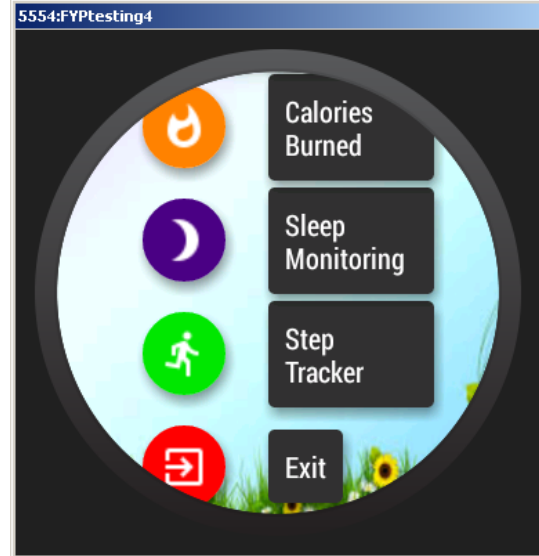 5554:FYPtesting4
Calories
Burned
Sleep
Monitoring
Step
Tracker
Exit